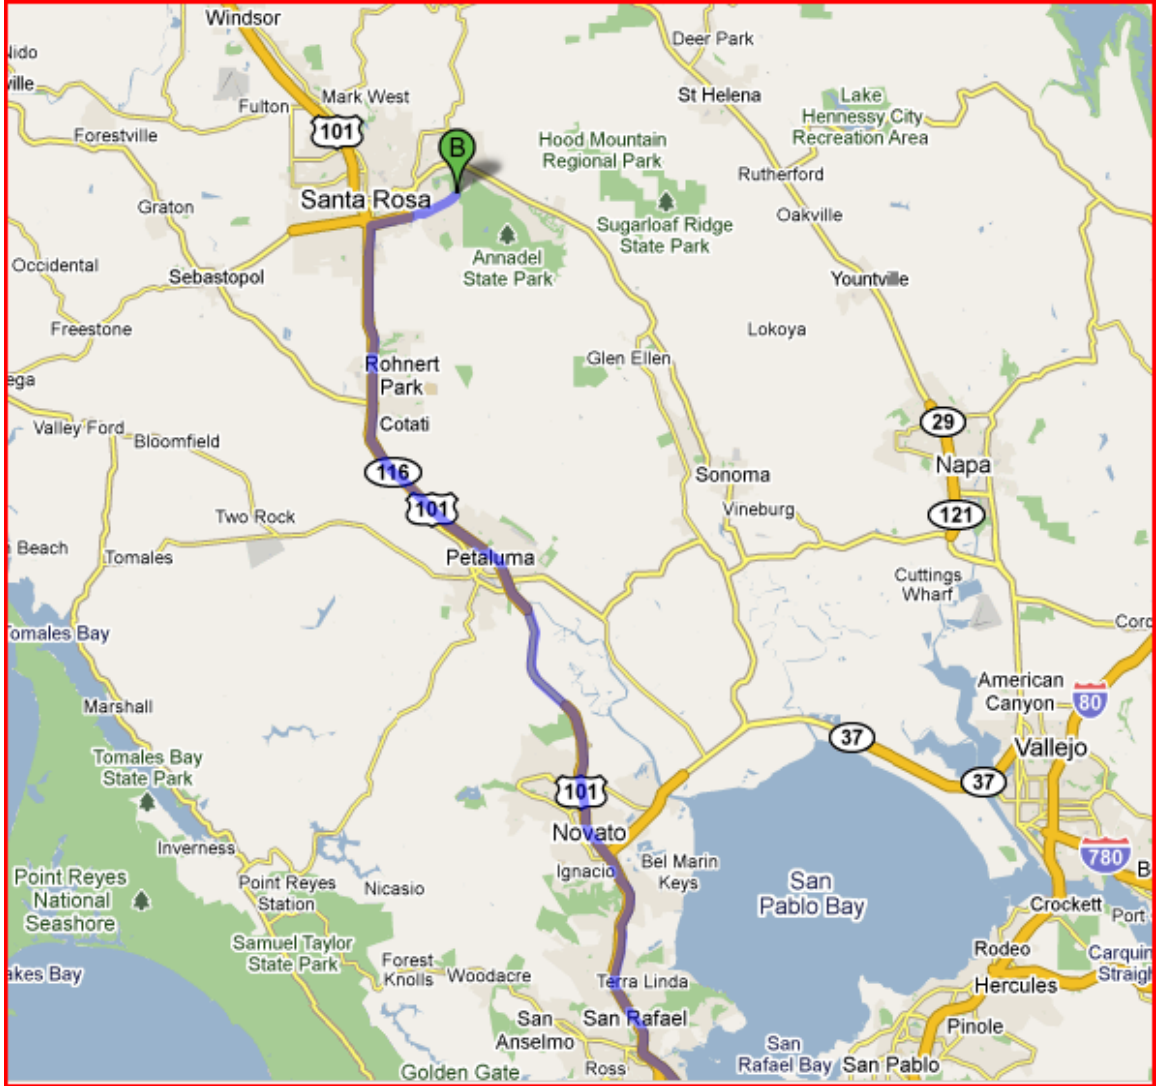 Windsor
Deer Park
Nido
ville
St Helena
Lake
Hennessy City
Recreation Area
Mark West
Fulton
101
Forestville
B
Hood Mountain
Regional Park
Rutherford
Santa Rosa
Graton
Oakville
Sugarloaf Ridge
State Park
Annadel
State Park
Occidental
Sebastopol
Yountville
Freestone
Lokoya
Glen Ellen
Rohnert
Park
ega
Valley Ford
Bloomfield
Cotati
29
Napa
116
Sonoma
101
Vineburg
121
Two Rock
n Beach
Tomales
Petaluma
Cuttings
Wharf
Tomales Bay
Cord
American
Canyon
80
Marshall
37
Vallejo
Tomales Bay
State Park
37
101
Novato
Inverness
780
B
Ignacio
Bel Marin
Keys
Point Reyes
National
Seashore
Point Reyes
Station
Nicasio
San
Pablo Bay
Crockett
Port
Samuel Taylor
State Park
Rodeo
Carquin
Straigh
Forest
Knolls
Woodacre
Terra Linda
akes Bay
Hercules
San
Anselmo
San Rafael
Pinole
San
Rafael Bay
San Pablo
Ross
Golden Gate